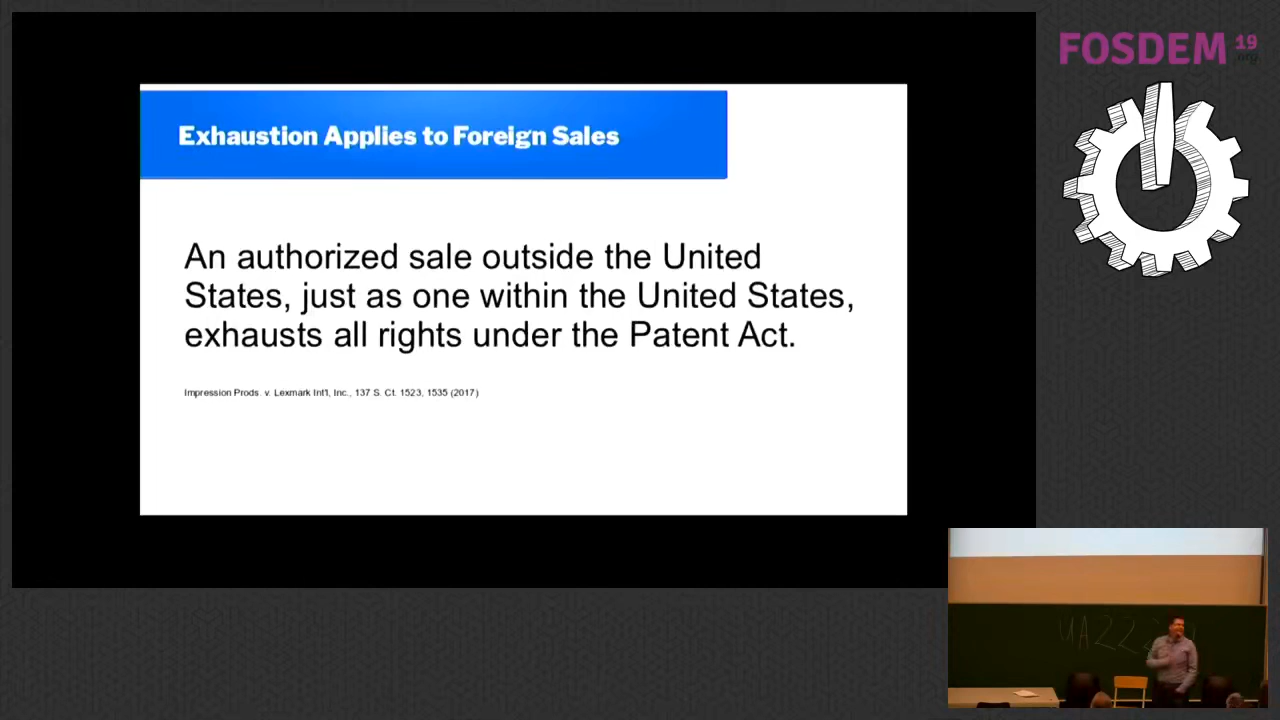 FOSDEM 19
.org
Exhaustion Applies to Foreign Sales
An authorized sale outside the United
States, just as one within the United States,
exhausts all rights under the Patent Act.
Impression Prods. v. Lexmark Int'l, Inc., 137 S. Ct. 1523, 1535 (2017)